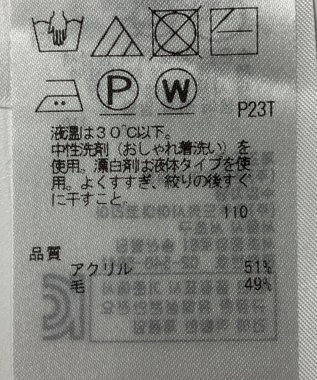 P
W
P23T
液温は30℃以下。
中性洗剤（おしゃれ着洗い）を
使用。漂白剤は液体タイプを使
用。よくすすぎ、絞りの後すぐ
に干すこと。
110
品質
アクリル 51%
毛 49%